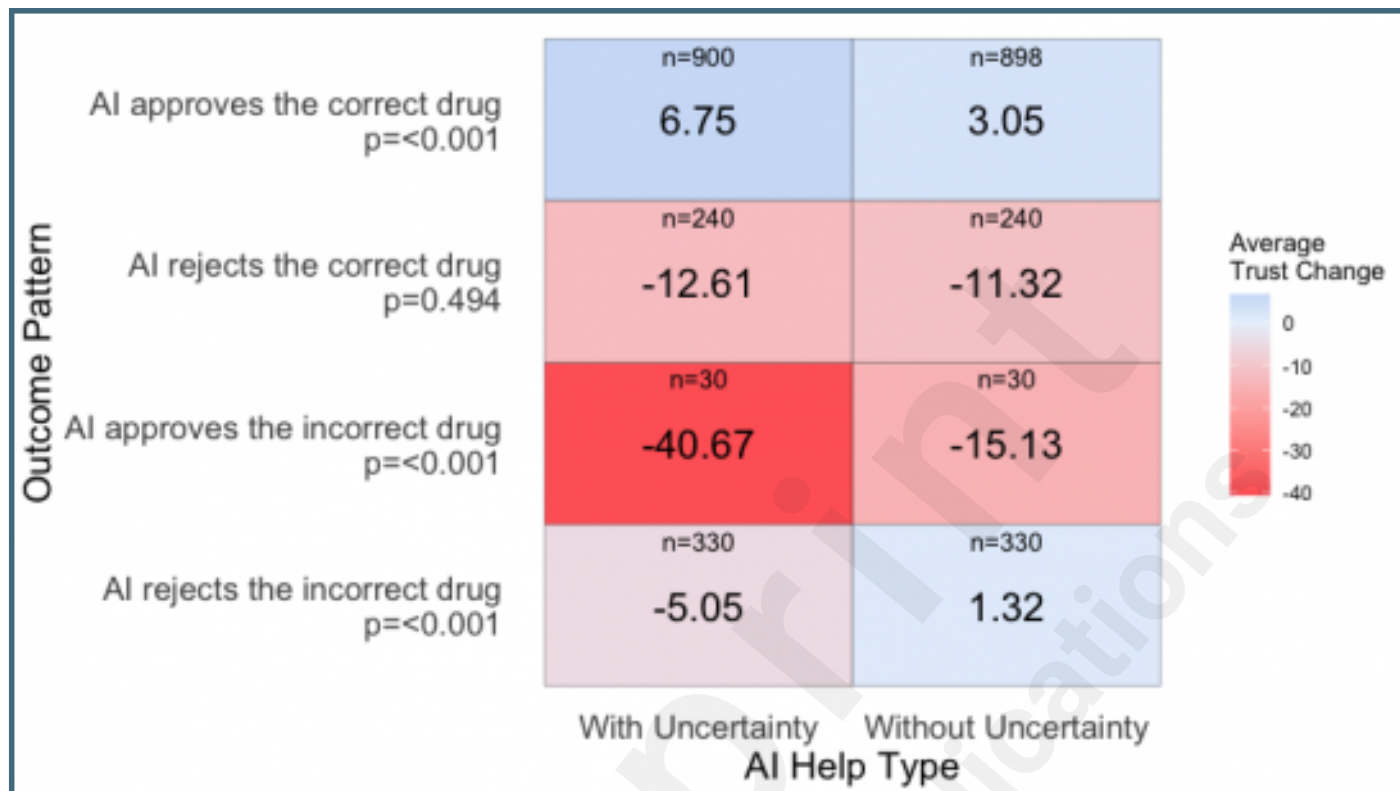 n=900
n=898
AI approves the correct drug
p=<0.001
6.75
3.05
n=240
n=240
AI rejects the correct drug
p=0.494
-12.61
-11.32
n=30
n=30
AI approves the incorrect drug
p=<0.001
-40.67
-15.13
n=330
n=330
AI rejects the incorrect drug
p=<0.001
-5.05
1.32
Outcome Pattern
With Uncertainty
Without Uncertainty
AI Help Type
Average
Trust Change
0
-10
-20
-30
-40
print
ications